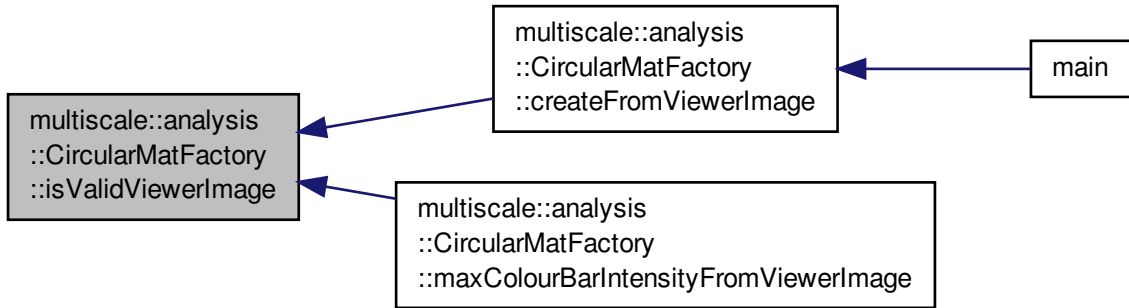 multiscale::analysis
::CircularMatFactory
::isValidViewerImage
multiscale::analysis
::CircularMatFactory
::createFromViewerImage
main
multiscale::analysis
::CircularMatFactory
::maxColourBarIntensityFromViewerImage